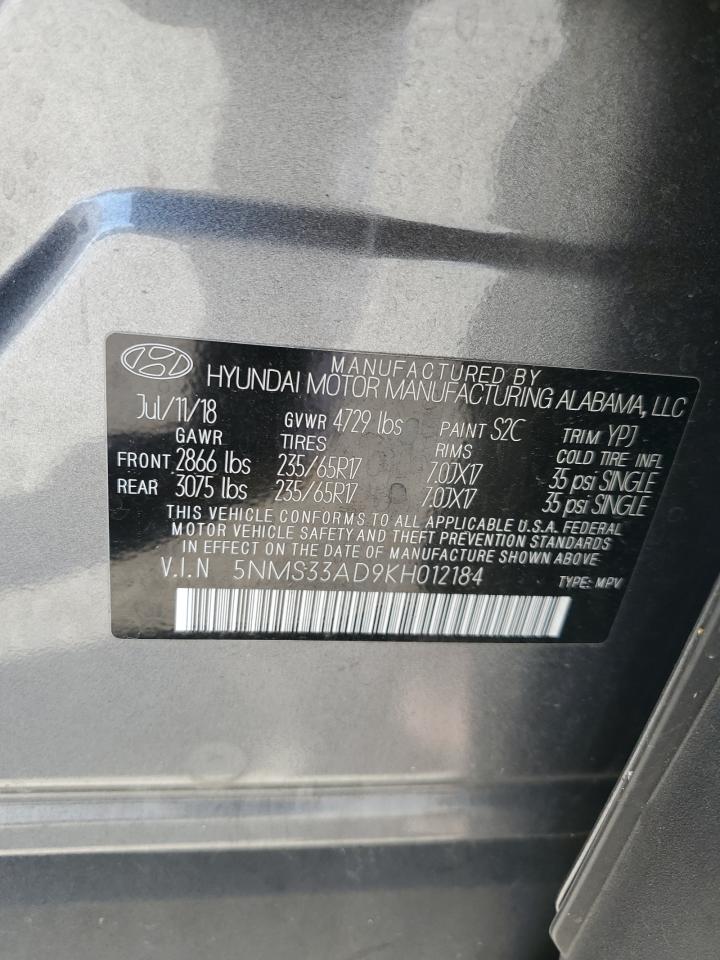 MANUFACTURED BY
HYUNDAI MOTOR MANUFACTURING ALABAMA, LLC
Jul/11/18 GVWR 4729 lbs PAINT S2C TRIM YPJ
GAWR TIRES RIMS COLD TIRE INFL
FRONT 2866 lbs 235/65R17 7.0JX17 35 psi SINGLE
REAR 3075 lbs 235/65R17 7.0JX17 35 psi SINGLE
THIS VEHICLE CONFORMS TO ALL APPLICABLE U.S.A. FEDERAL
MOTOR VEHICLE SAFETY AND THEFT PREVENTION STANDARDS
IN EFFECT ON THE DATE OF MANUFACTURE SHOWN ABOVE
V.I.N 5NMS33AD9KH012184 TYPE: MPV